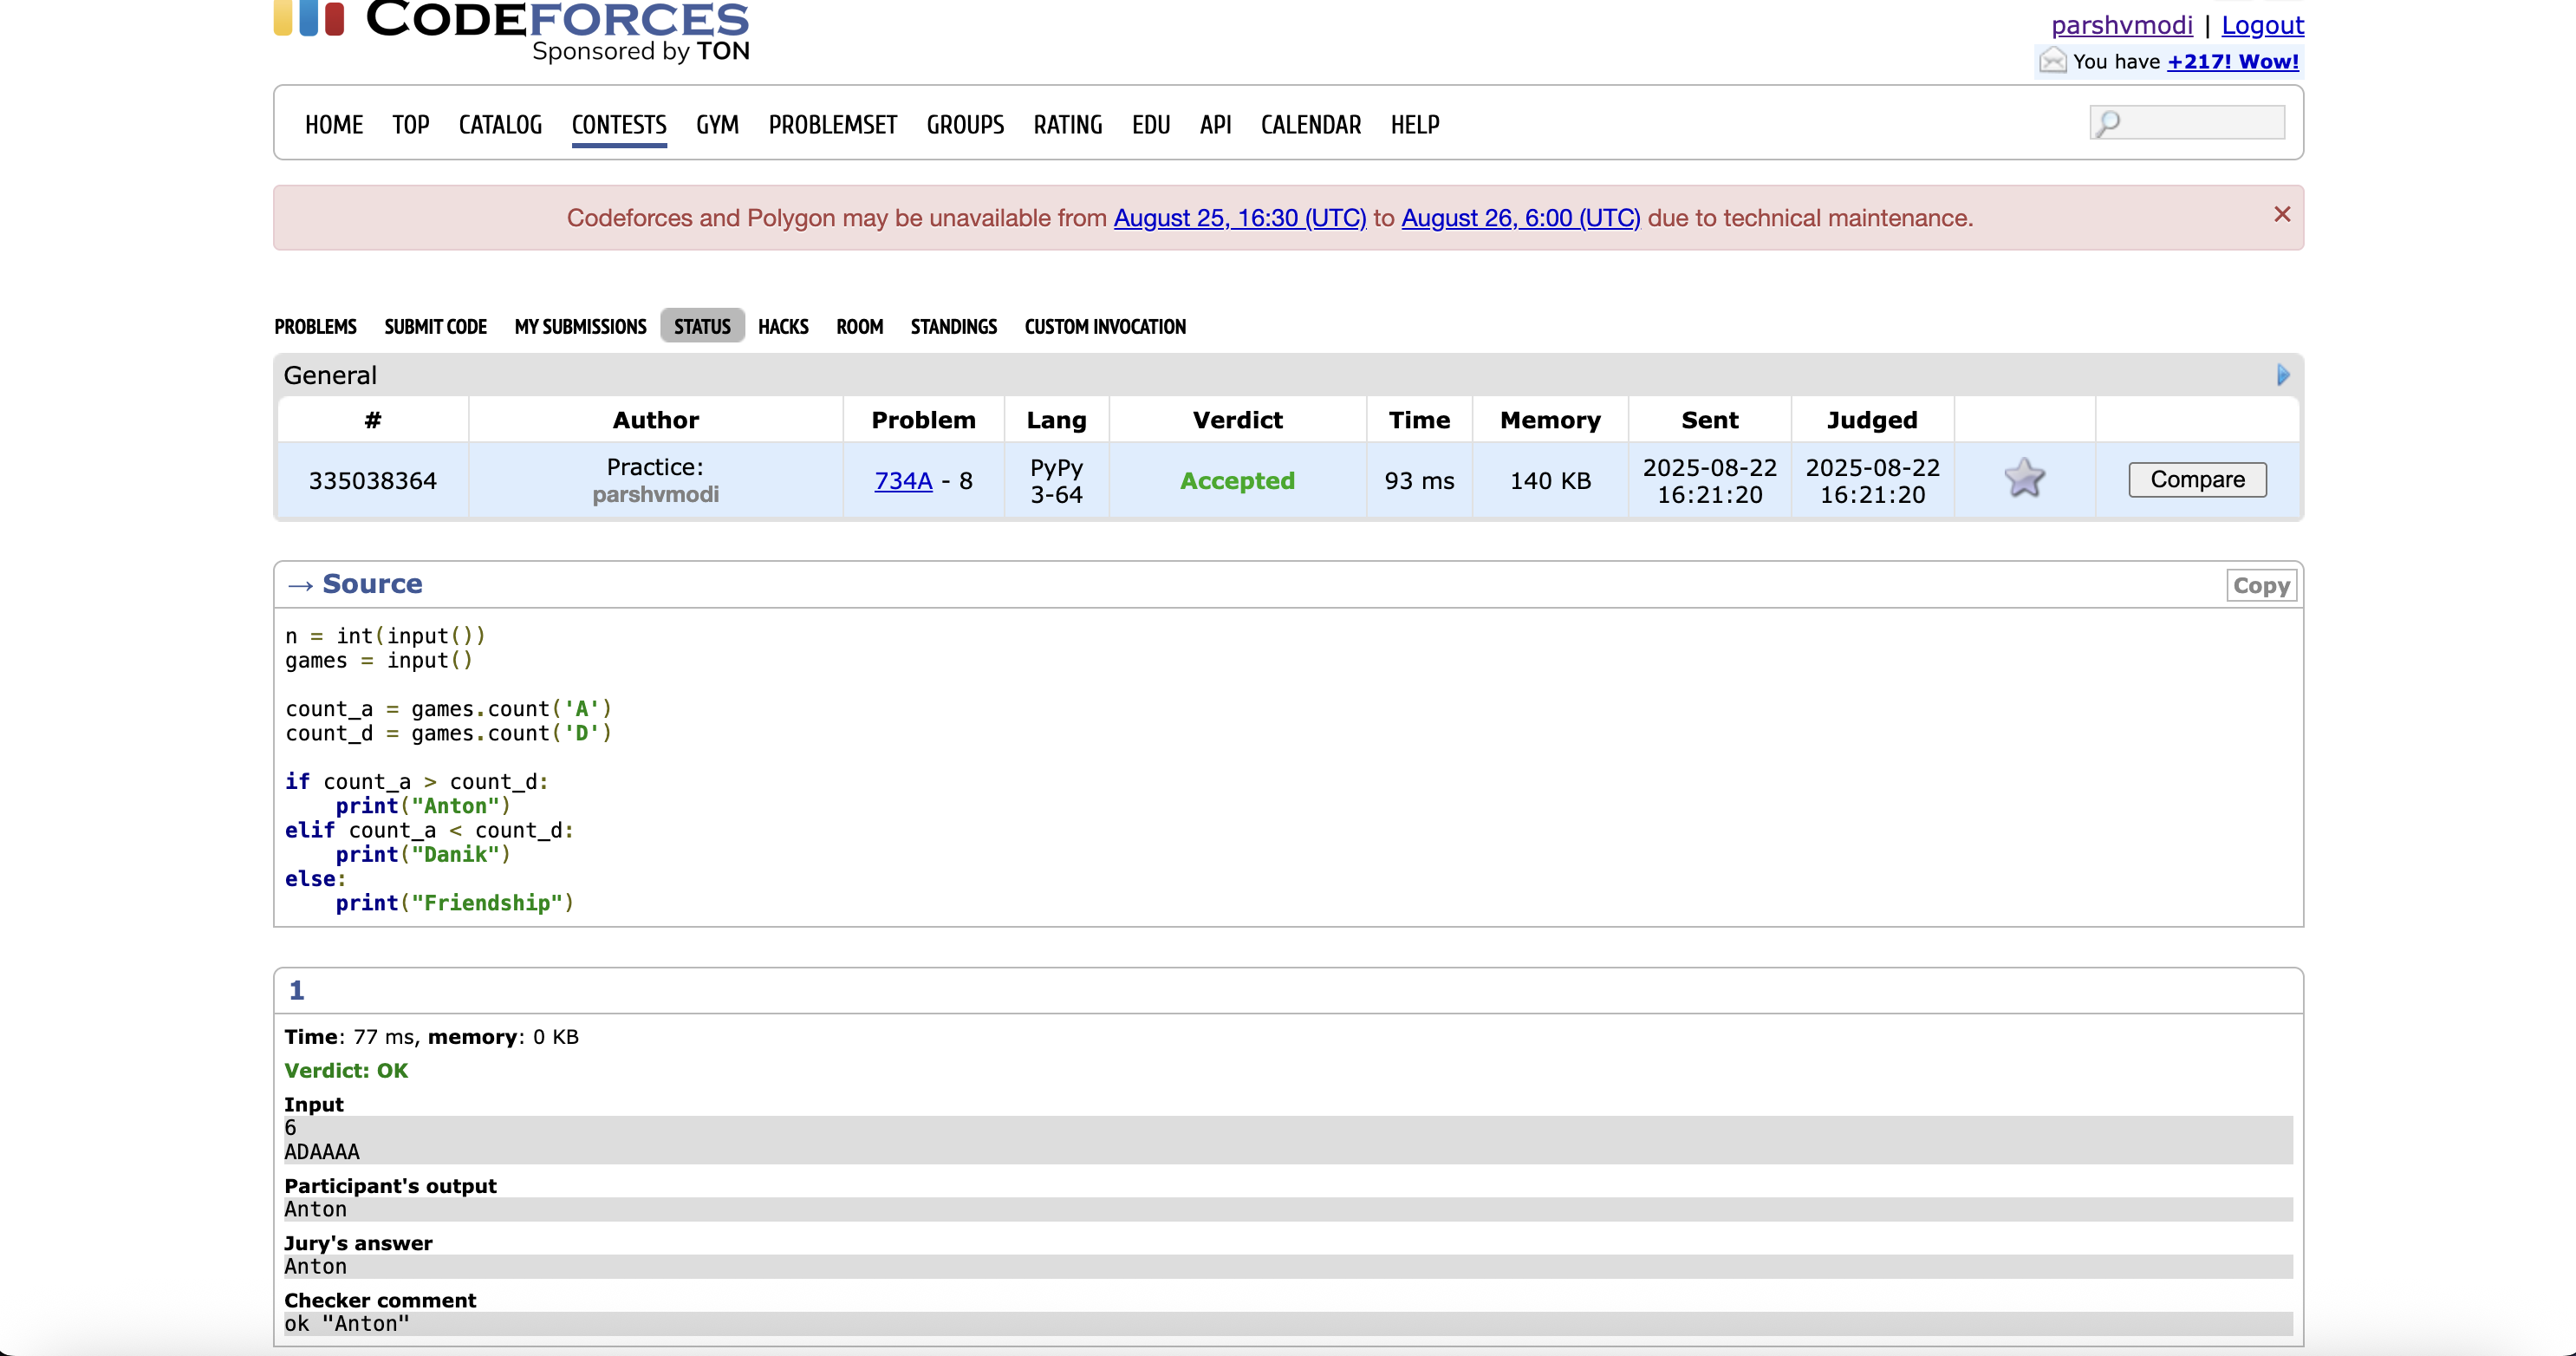 CODEFORCES
Sponsored by TON
parshvmodi | Logout
You have +217! Wow!
HOME TOP CATALOG CONTESTS GYM PROBLEMSET GROUPS RATING EDU API CALENDAR HELP
Codeforces and Polygon may be unavailable from August 25, 16:30 (UTC) to August 26, 6:00 (UTC) due to technical maintenance. ×
PROBLEMS SUBMIT CODE MY SUBMISSIONS STATUS HACKS ROOM STANDINGS CUSTOM INVOCATION
General
# Author Problem Lang Verdict Time Memory Sent Judged
335038364 Practice: parshvmodi 734A - 8 PyPy 3-64 Accepted 93 ms 140 KB 2025-08-22 16:21:20 2025-08-22 16:21:20 Compare
→ Source Copy
n = int(input())
games = input()
count_a = games.count('A')
count_d = games.count('D')
if count_a > count_d:
    print("Anton")
elif count_a < count_d:
    print("Danik")
else:
    print("Friendship")
1
Time: 77 ms, memory: 0 KB
Verdict: OK
Input
6
ADAAAA
Participant's output
Anton
Jury's answer
Anton
Checker comment
ok "Anton"